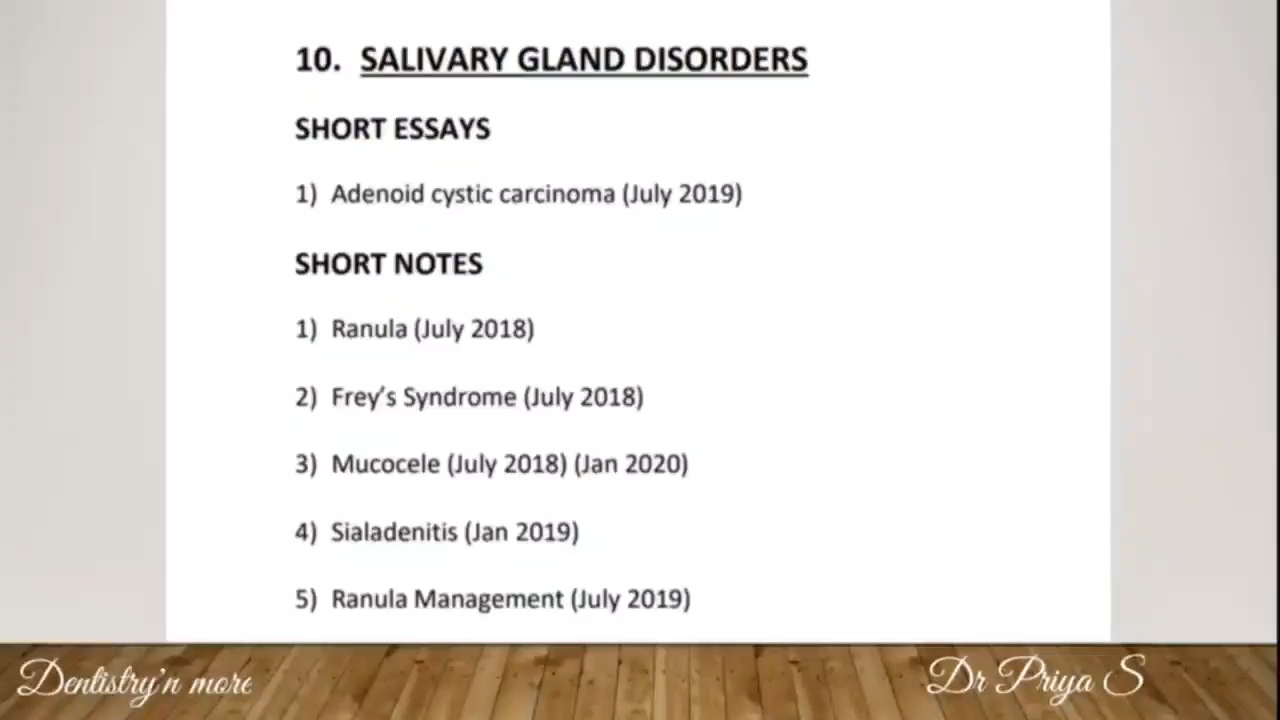 10. SALIVARY GLAND DISORDERS
SHORT ESSAYS
1) Adenoid cystic carcinoma (July 2019)
SHORT NOTES
1) Ranula (July 2018)
2) Frey’s Syndrome (July 2018)
3) Mucocele (July 2018) (Jan 2020)
4) Sialadenitis (Jan 2019)
5) Ranula Management (July 2019)
Dentistry'n more
Dr Priya S